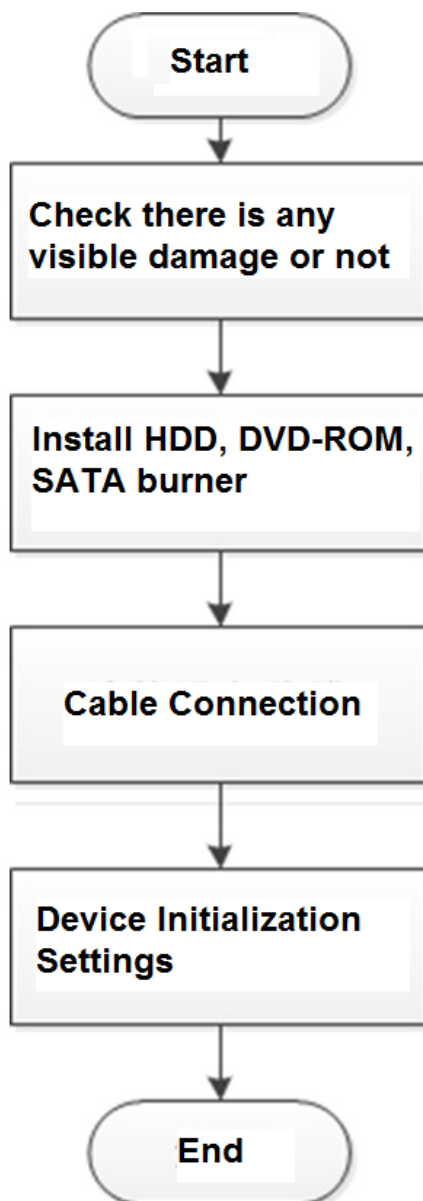 Start
Check there is any
visible damage or not
Install HDD, DVD-ROM,
SATA burner
Cable Connection
Device Initialization
Settings
End